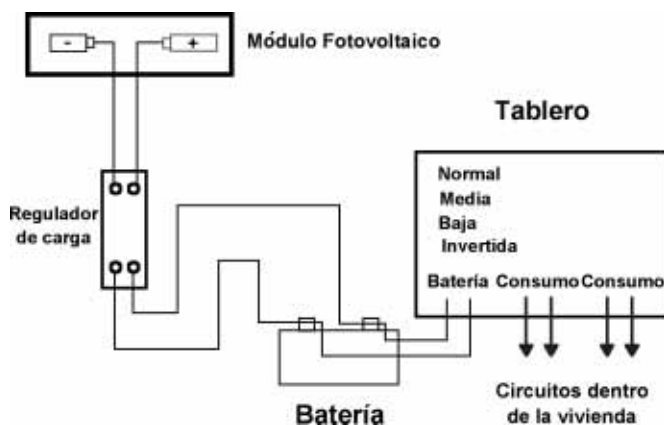 -
+
Módulo Fotovoltaico
Tablero
Normal
Media
Baja
Invertida
Regulador
de carga
Batería Consumo Consumo
Batería
Circuitos dentro
de la vivienda